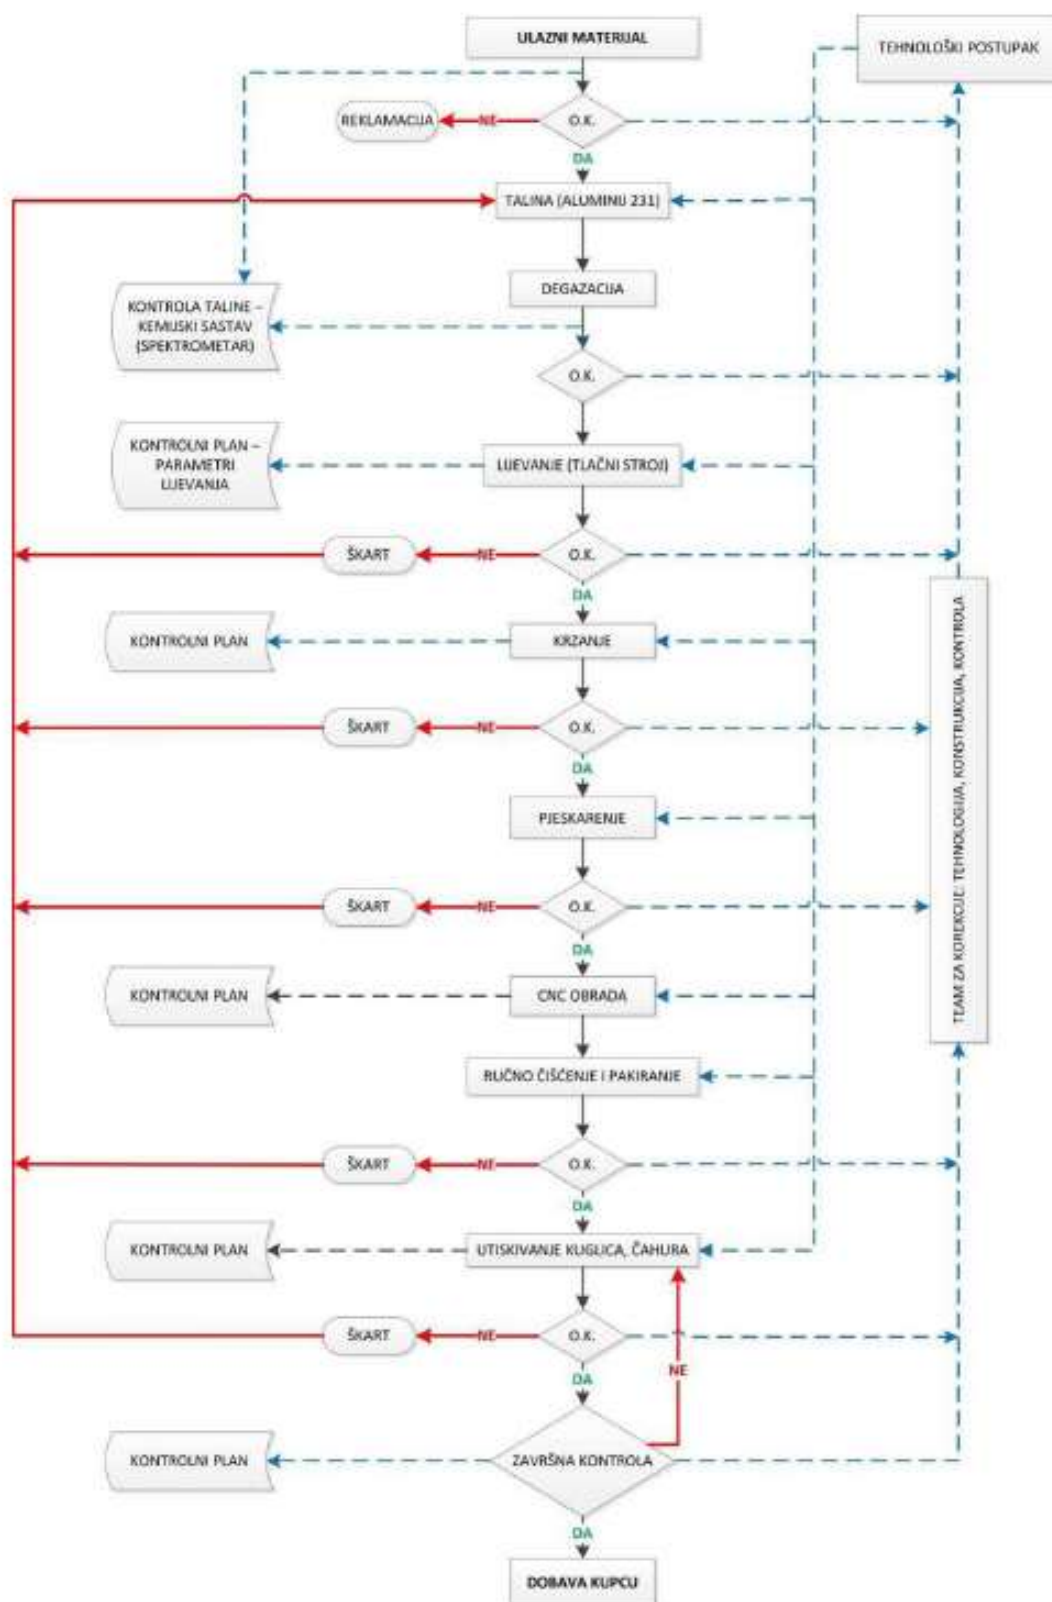 ULAZNI MATERIJAL
TEHNOLOŠKI POSTUPAK
REKLAMACIJA
NE
O.K.
DA
TALINA (ALUMINIJ 231)
DEGAZACIJA
KONTROLA TALINE –
KEMIJSKI SASTAV
(SPEKTROMETAR)
O.K.
KONTROLNI PLAN –
PARAMETRI
LIJEVANJA
LIJEVANJE (TLAČNI STROJ)
ŠKART
NE
O.K.
DA
KONTROLNI PLAN
KRZANJE
ŠKART
NE
O.K.
DA
PJESKARENJE
TEAM ZA KOREKCIJE: TEHNOLOGIJA, KONSTRUKCIJA, KONTROLA
ŠKART
NE
O.K.
DA
KONTROLNI PLAN
CNC OBRADA
RUČNO ČIŠĆENJE I PAKIRANJE
ŠKART
NE
O.K.
DA
KONTROLNI PLAN
UTISKIVANJE KUGLICA, ČAHURA
ŠKART
NE
O.K.
DA
NE
KONTROLNI PLAN
ZAVRŠNA KONTROLA
DA
DOBAVA KUPCU